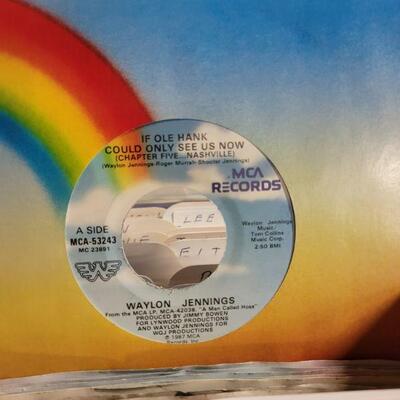 IF OLE HANK
COULD ONLY SEE US NOW
(CHAPTER FIVE...NASHVILLE)
(Waylon Jennings-Roger Murrah-Shooter Jennings)
MCA
RECORDS
A SIDE
MCA-53243
MC 23891
Waylon Jennings
Music/
Tom Collins
Music Corp.
2:50 BMI
LEE
E I T
WAYLON JENNINGS
From the MCA LP, MCA-42038, "A Man Called Hoss"
PRODUCED BY JIMMY BOWEN
FOR LYNWOOD PRODUCTIONS
AND WAYLON JENNINGS FOR
WGJ PRODUCTIONS
℗ 1987 MCA
Records Inc.